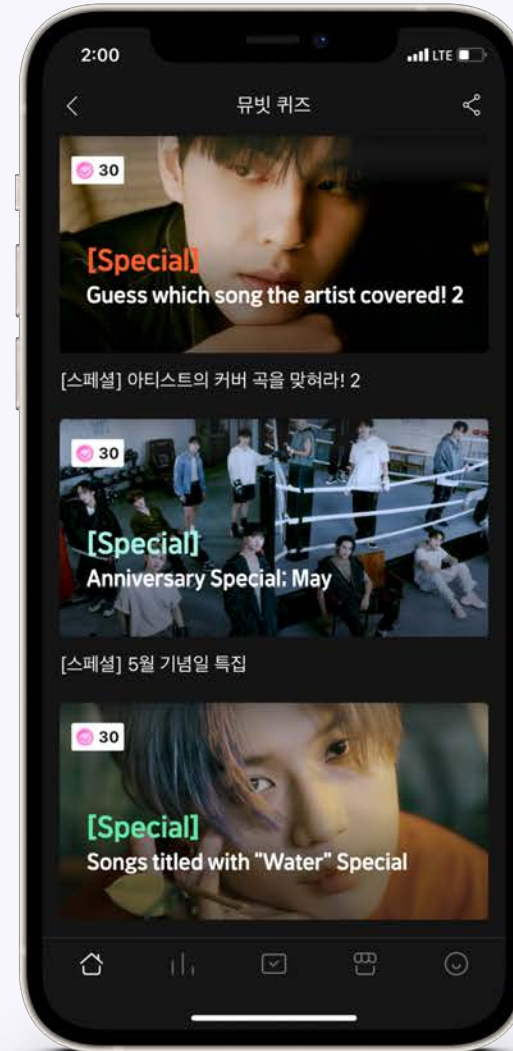 2:00
LTE
뮤빗 퀴즈
30
[Special]
Guess which song the artist covered! 2
[스페셜] 아티스트의 커버 곡을 맞혀라! 2
30
[Special]
Anniversary Special: May
[스페셜] 5월 기념일 특집
30
[Special]
Songs titled with "Water" Special